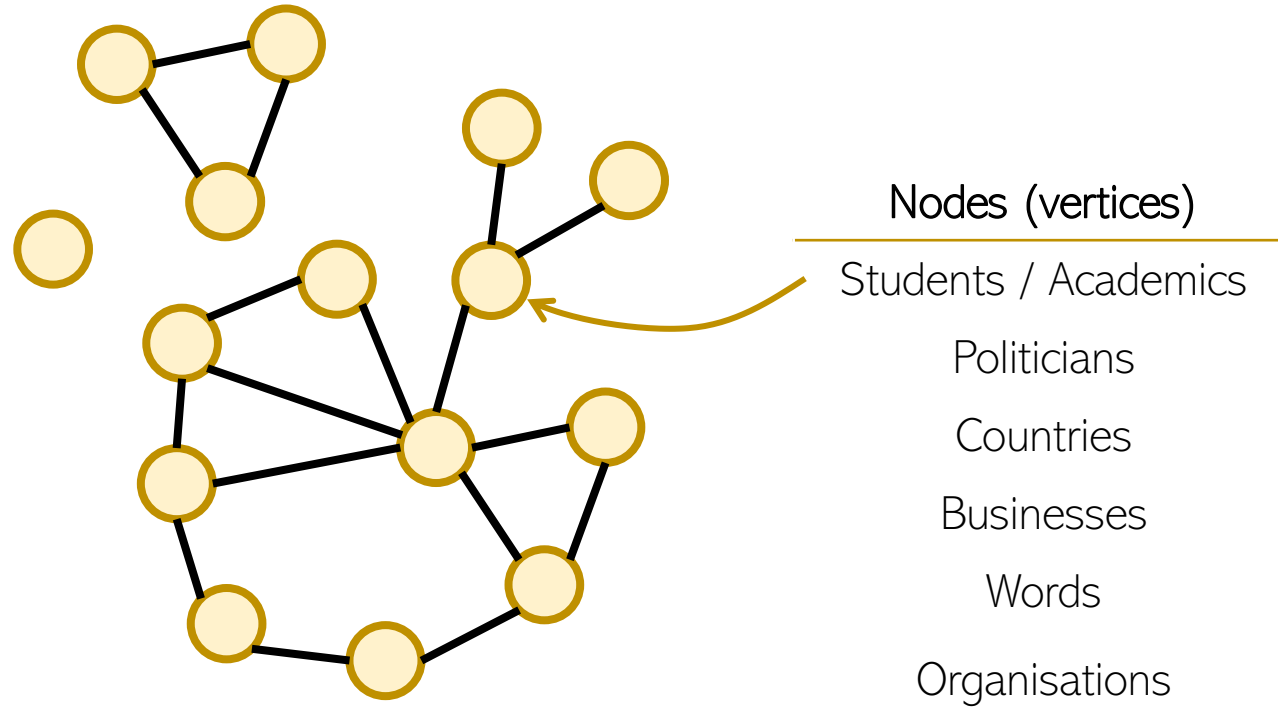 Nodes (vertices)
Students / Academics
Politicians
Countries
Businesses
Words
Organisations